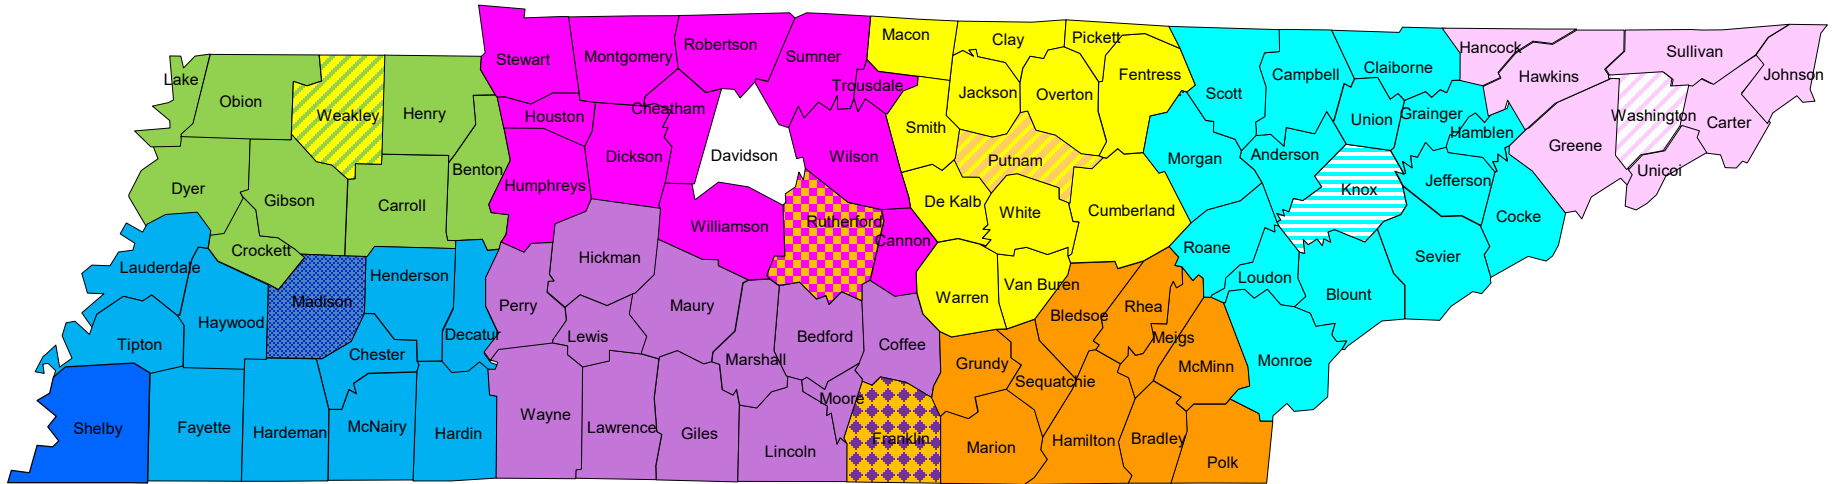 Macon
Clay
Pickett
Stewart
Montgomery
Robertson
Sumner
Hancock
Sullivan
Lake
Trousdale
Fentress
Campbell
Claiborne
Hawkins
Johnson
Obion
Weakley
Henry
Houston
Cheatham
Jackson
Overton
Scott
Union
Grainger
Washington
Carter
Smith
Hamblen
Dickson
Davidson
Wilson
Putnam
Morgan
Anderson
Greene
Benton
Humphreys
Unicoi
Dyer
Gibson
Carroll
Knox
Jefferson
De Kalb
White
Cumberland
Cocke
Williamson
Rutherford
Cannon
Crockett
Roane
Hickman
Sevier
Lauderdale
Henderson
Loudon
Madison
Warren
Van Buren
Blount
Perry
Maury
Rhea
Bledsoe
Haywood
Decatur
Lewis
Bedford
Meigs
Tipton
Chester
Marshall
Coffee
Grundy
McMinn
Monroe
Sequatchie
Moore
Shelby
Fayette
Hardeman
McNairy
Hardin
Wayne
Lawrence
Giles
Lincoln
Franklin
Marion
Hamilton
Bradley
Polk